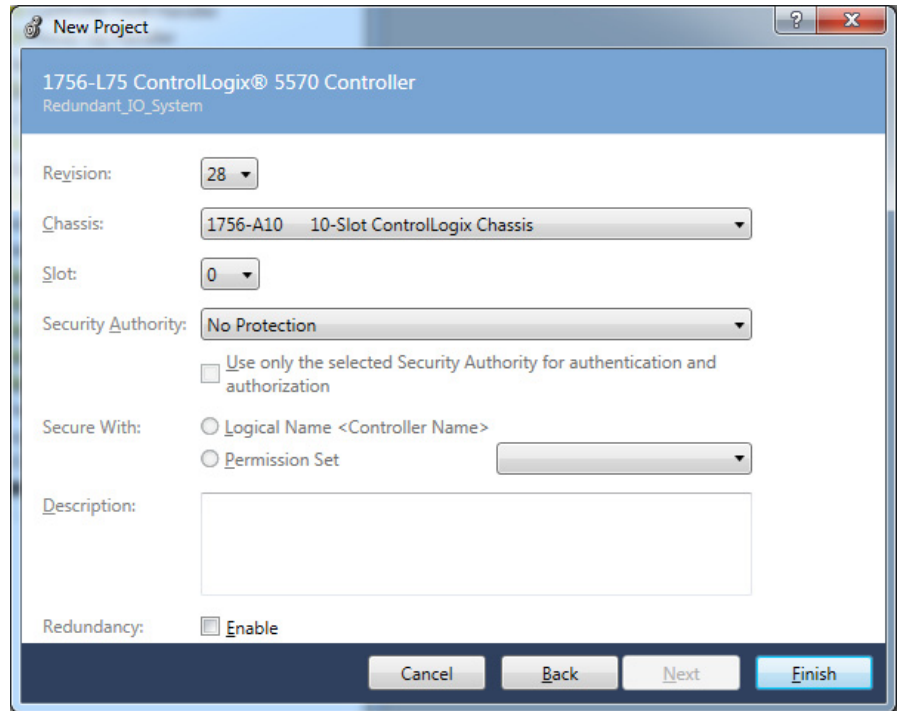 New Project
1756-L75 ControlLogix® 5570 Controller
Redundant_IO_System
Revision: 28
Chassis: 1756-A10 10-Slot ControlLogix Chassis
Slot: 0
Security Authority: No Protection
Use only the selected Security Authority for authentication and
authorization
Secure With: Logical Name <Controller Name>
Permission Set
Description:
Redundancy: Enable
Cancel Back Next Finish